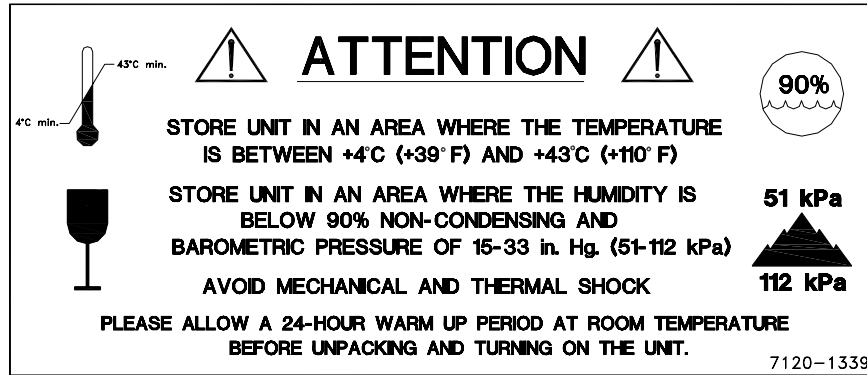 ATTENTION
43°C min.
4°C min.
90%
STORE UNIT IN AN AREA WHERE THE TEMPERATURE
IS BETWEEN +4°C (+39°F) AND +43°C (+110°F)
STORE UNIT IN AN AREA WHERE THE HUMIDITY IS
BELOW 90% NON-CONDENSING AND
BAROMETRIC PRESSURE OF 15-33 in. Hg. (51-112 kPa)
51 kPa
112 kPa
AVOID MECHANICAL AND THERMAL SHOCK
PLEASE ALLOW A 24-HOUR WARM UP PERIOD AT ROOM TEMPERATURE
BEFORE UNPACKING AND TURNING ON THE UNIT.
7120-1339